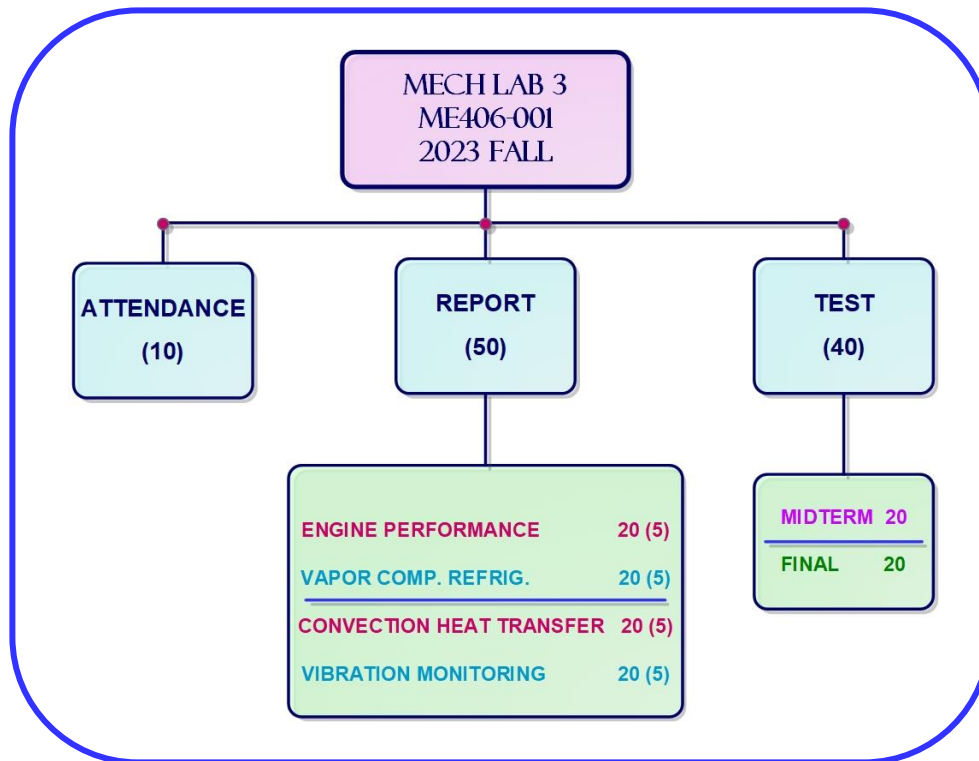 MECH LAB 3
ME406-001
2023 FALL
ATTENDANCE
(10)
REPORT
(50)
TEST
(40)
ENGINE PERFORMANCE 20 (5)
VAPOR COMP. REFRIG. 20 (5)
CONVECTION HEAT TRANSFER 20 (5)
VIBRATION MONITORING 20 (5)
MIDTERM 20
FINAL 20